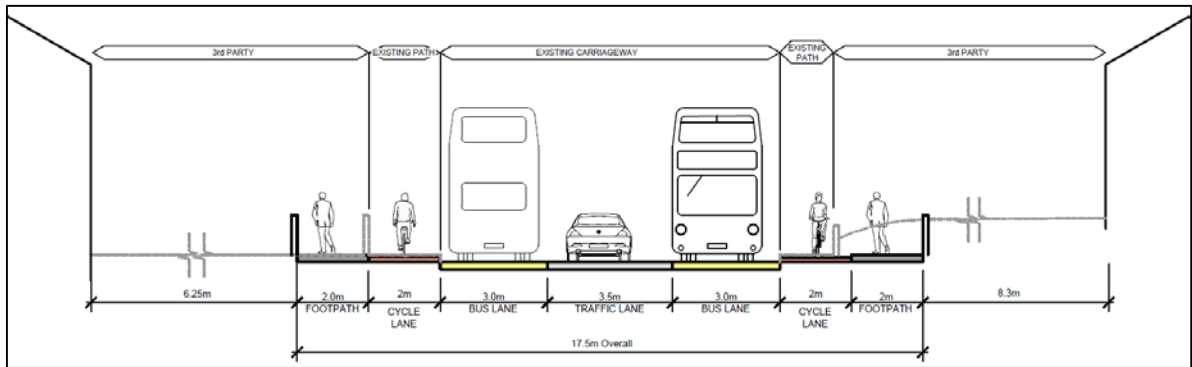 3rd PARTY
EXISTING PATH
EXISTING CARRIAGEWAY
EXISTING
PATH
3rd PARTY
6.25m
2.0m
FOOTPATH
2m
CYCLE
LANE
3.0m
BUS LANE
3.5m
TRAFFIC LANE
3.0m
BUS LANE
2m
CYCLE
LANE
2m
FOOTPATH
8.3m
17.5m Overall